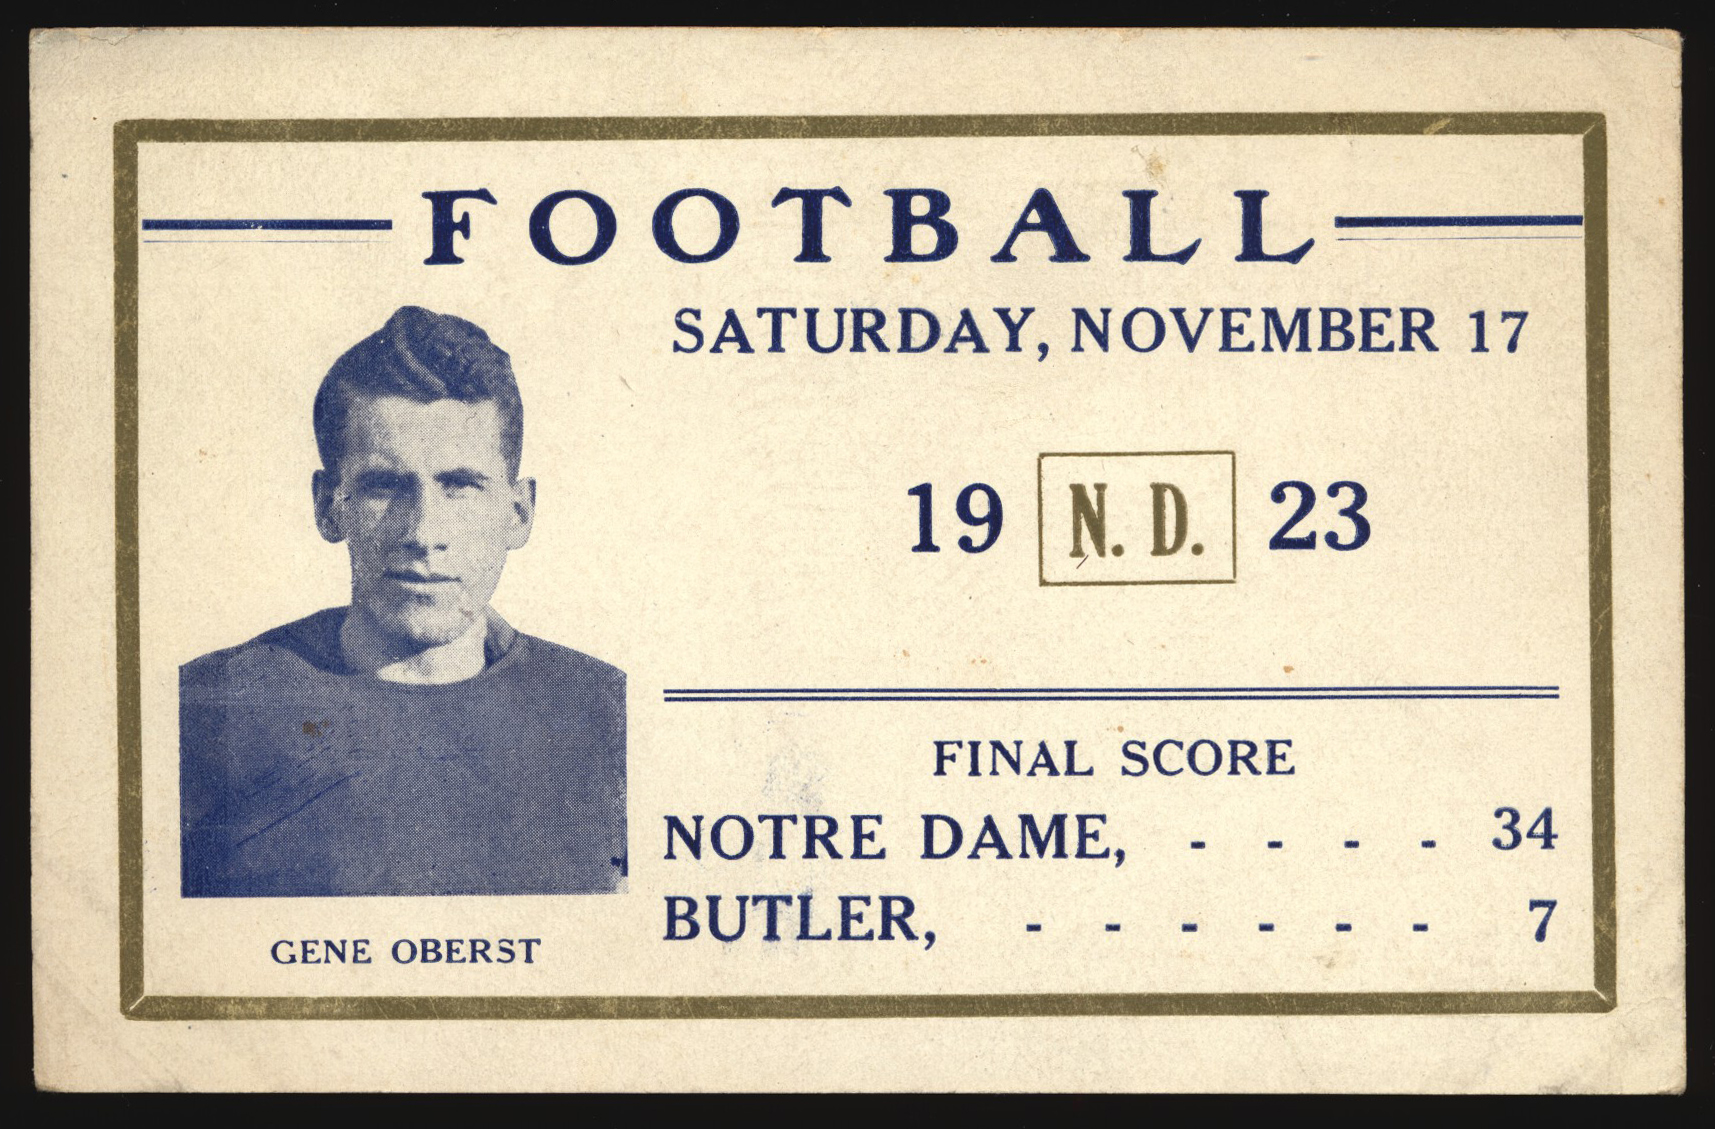 FOOTBALL
SATURDAY, NOVEMBER 17
19 N. D. 23
FINAL SCORE
NOTRE DAME, - - - - 34
BUTLER, - - - - - - 7
GENE OBERST